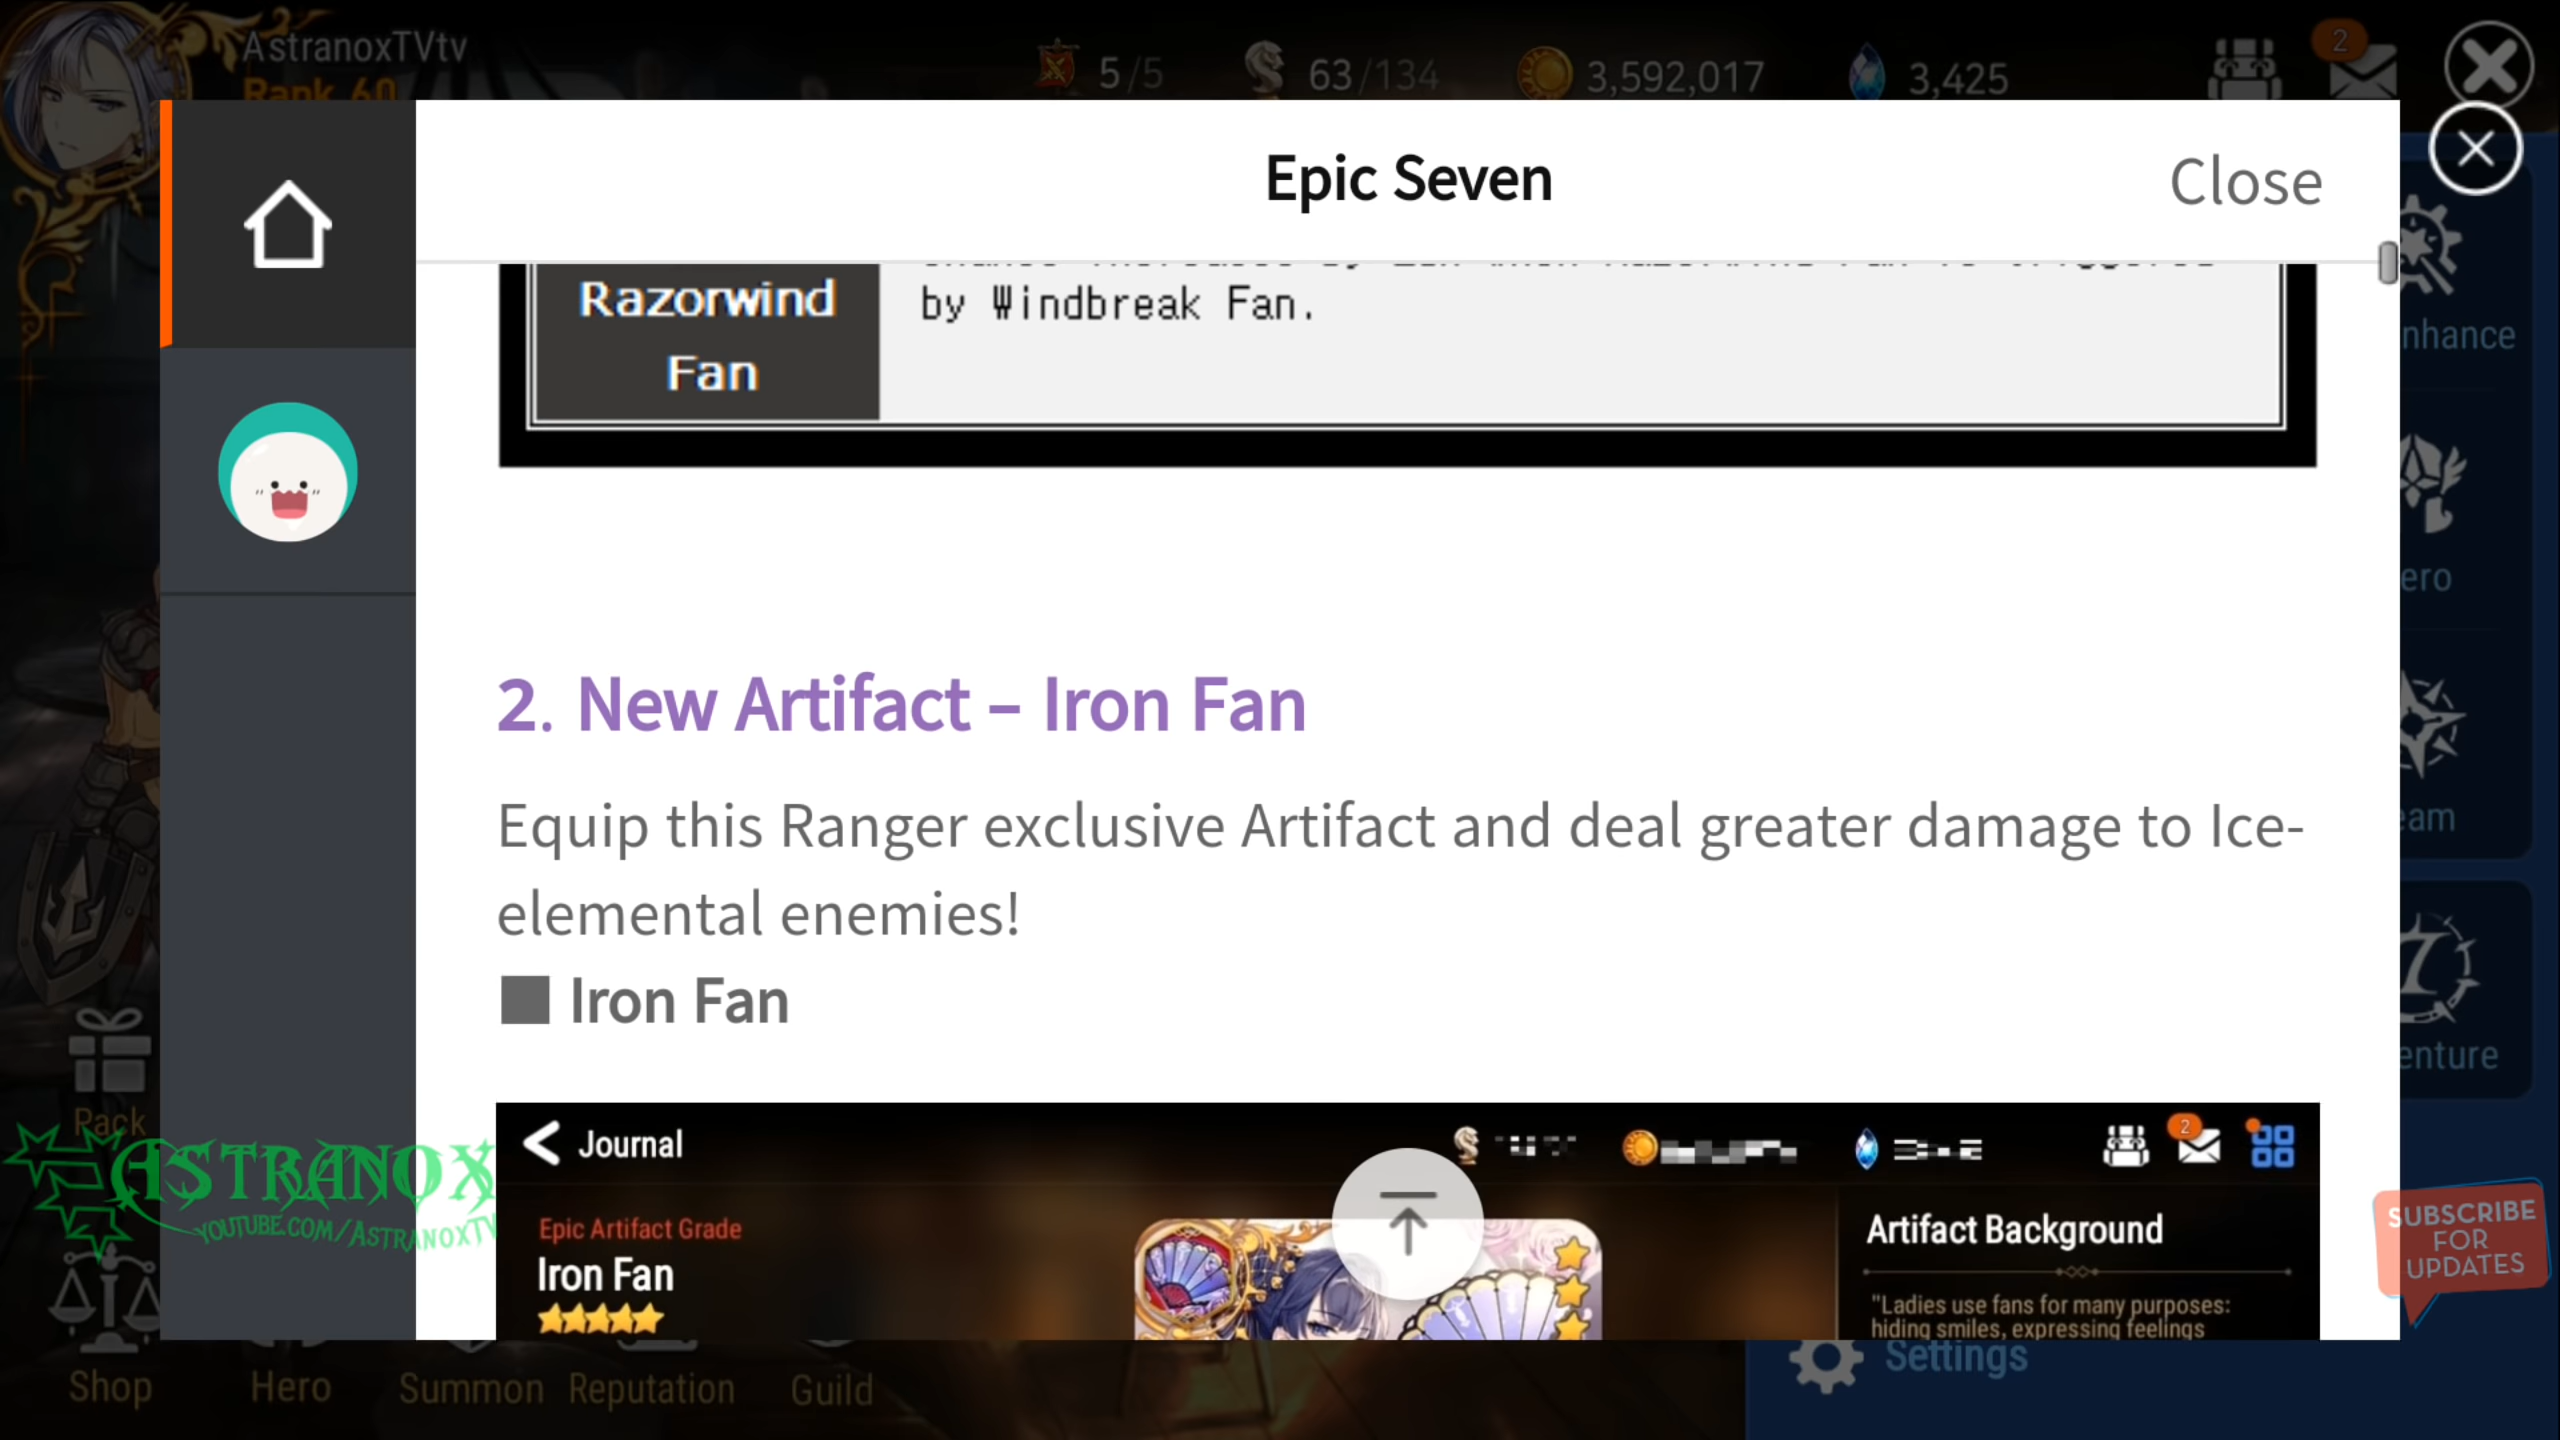 AstranoxTVtv
Rank 60
5/5
63/134
3,592,017
3,425
2
Epic Seven
Close
Razorwind
Fan
by Windbreak Fan.
nhance
ero
eam
enture
2. New Artifact – Iron Fan
Equip this Ranger exclusive Artifact and deal greater damage to Ice-
elemental enemies!
■ Iron Fan
Journal
2
Epic Artifact Grade
Iron Fan
Artifact Background
"Ladies use fans for many purposes:
hiding smiles, expressing feelings
Pack
ASTRANOX
YOUTUBE.COM/ASTRANOXTV
SUBSCRIBE
FOR
UPDATES
Shop
Hero
Summon
Reputation
Guild
Settings